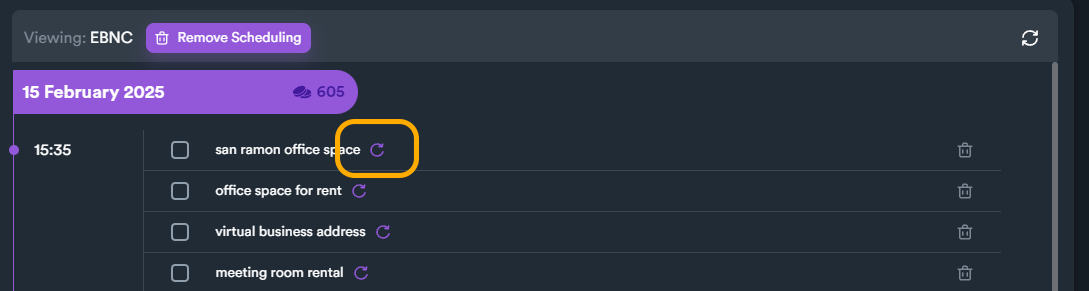 Viewing: EBNC Remove Scheduling
15 February 2025 605
15:35 san ramon office space
office space for rent
virtual business address
meeting room rental